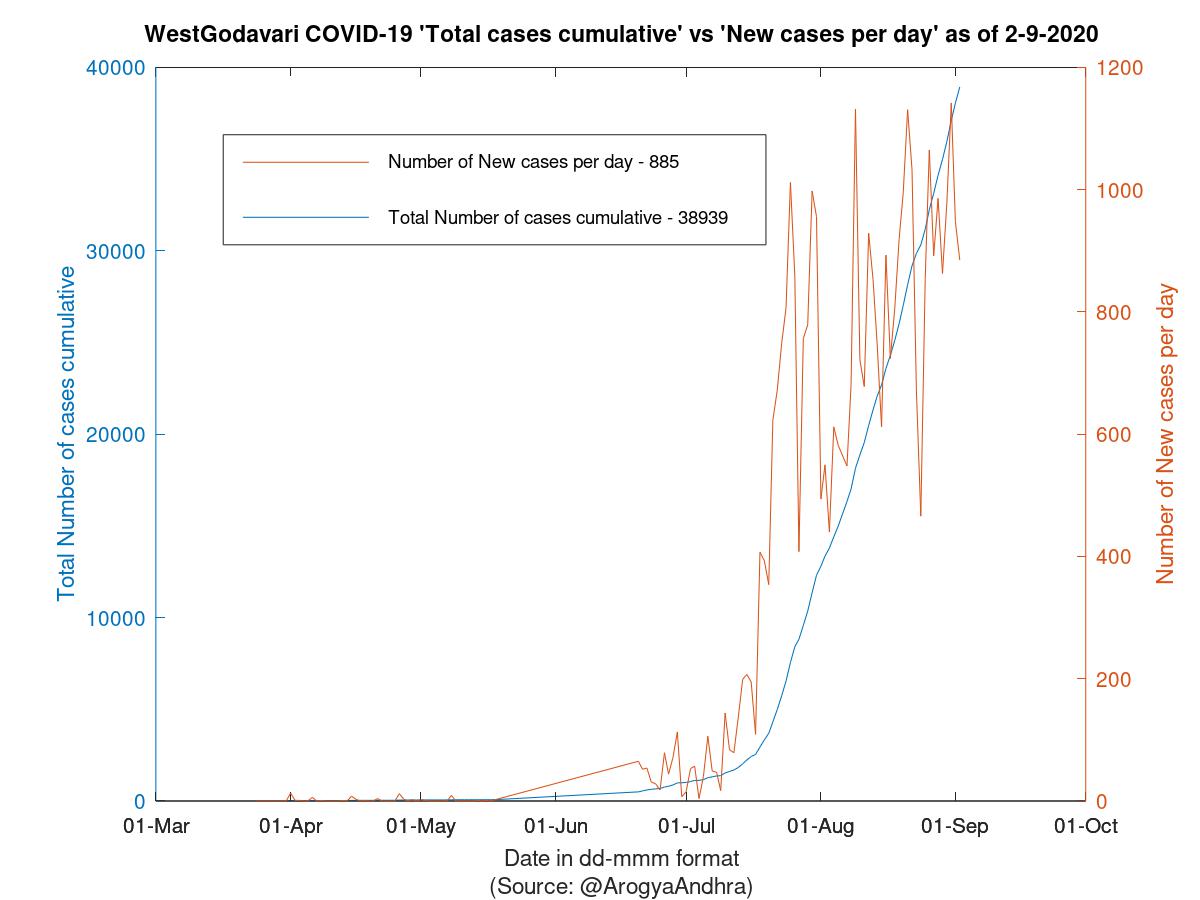 WestGodavari COVID-19 'Total cases cumulative' vs 'New cases per day' as of 2-9-2020
40000
30000
20000
10000
0
Total Number of cases cumulative
Number of New cases per day - 885
Total Number of cases cumulative - 38939
1200
1000
800
600
400
200
0
Number of New cases per day
01-Mar 01-Apr 01-May 01-Jun 01-Jul 01-Aug 01-Sep 01-Oct
Date in dd-mmm format
(Source: @ArogyaAndhra)